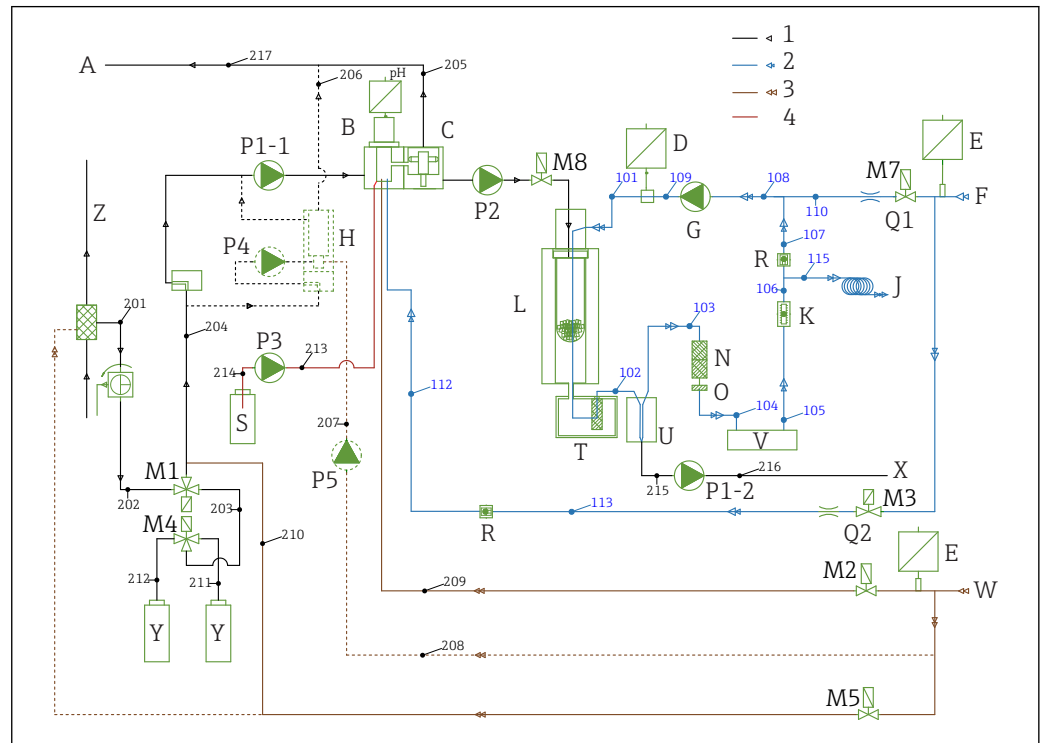 1
A
217
206
205
2
pH
3
B
C
D
E
4
P1-1
M8
M7
F
P2
101
109
108
110
Q1
G
Z
107
H
R
115
P4
106
J
L
K
201
204
103
P3
213
N
214
102
112
O
S
104
105
207
U
V
T
M1
P5
X
216
215
P1-2
M3
202
203
113
M4
210
R
Q2
E
212
211
209
M2
W
Y
Y
208
M5